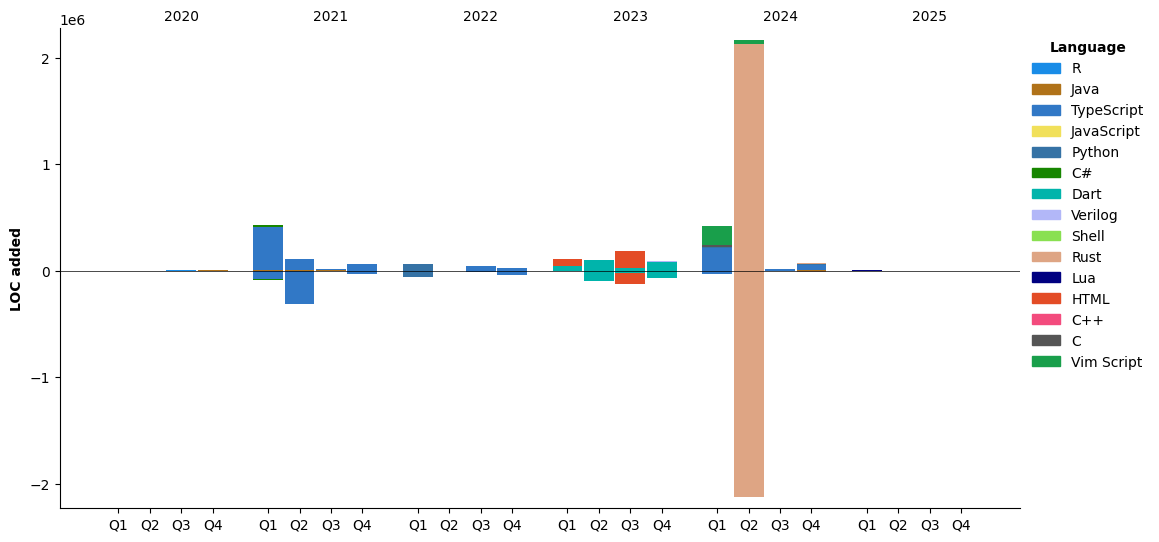 1e6
2020 2021 2022 2023 2024 2025
LOC added
2
1
0
−1
−2
Q1 Q2 Q3 Q4 Q1 Q2 Q3 Q4 Q1 Q2 Q3 Q4 Q1 Q2 Q3 Q4 Q1 Q2 Q3 Q4 Q1 Q2 Q3 Q4
Language
R
Java
TypeScript
JavaScript
Python
C#
Dart
Verilog
Shell
Rust
Lua
HTML
C++
C
Vim Script